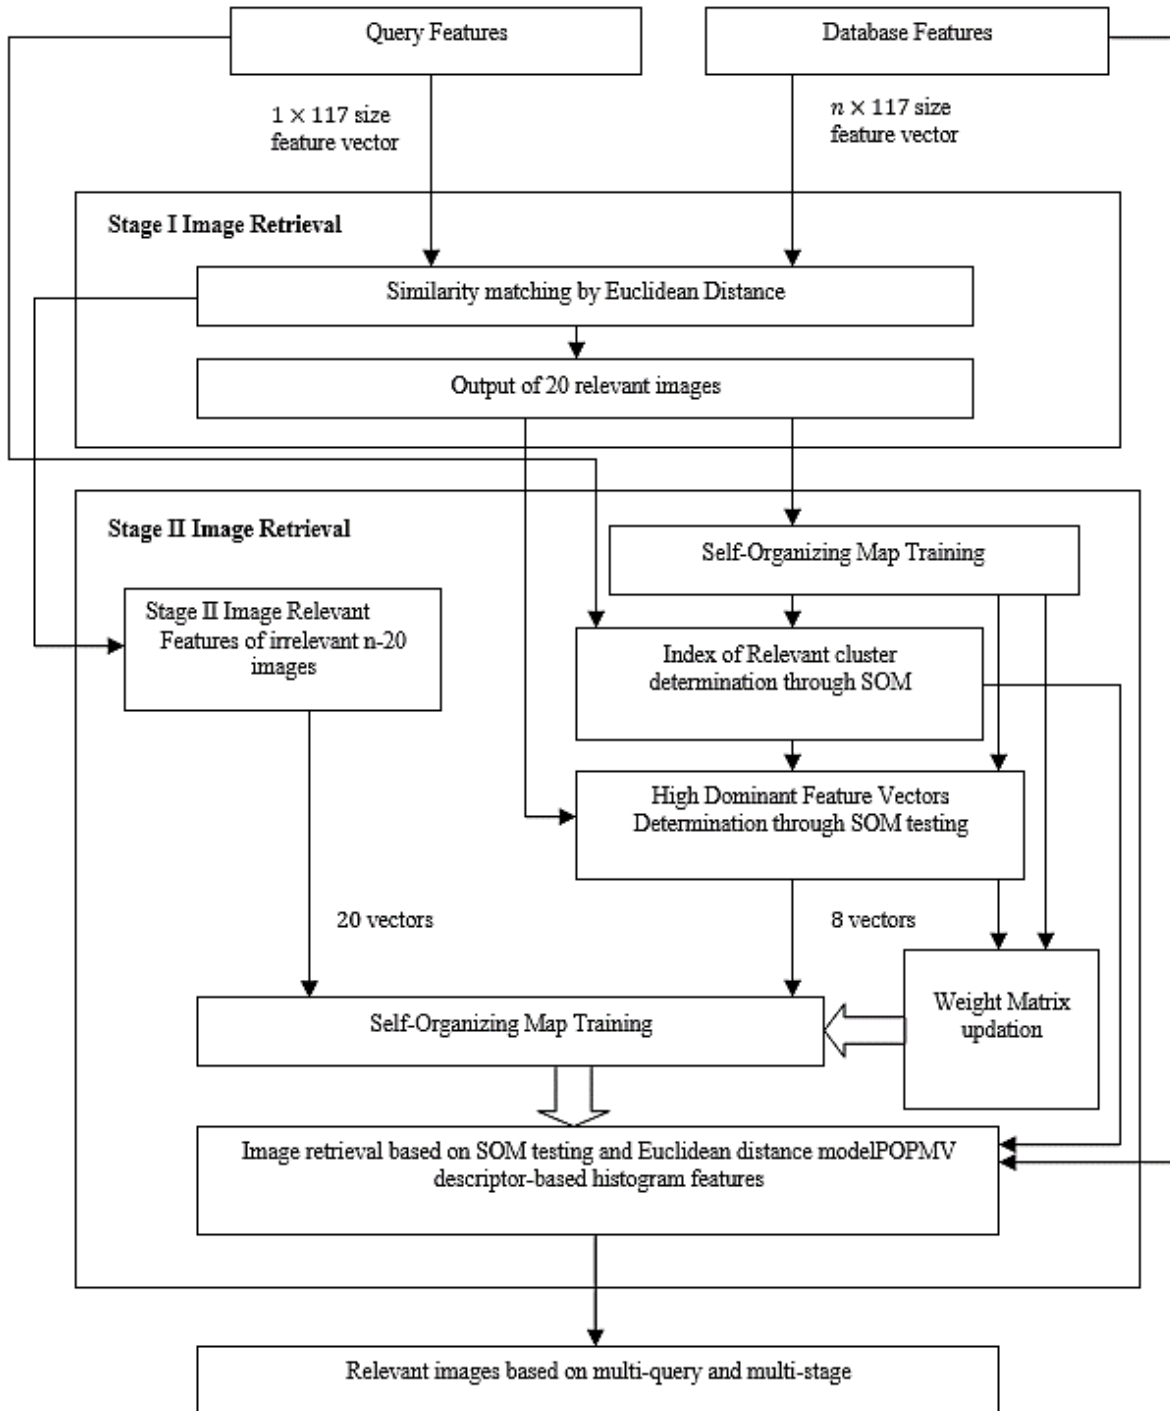 Query Features
Database Features
1 × 117 size
feature vector
n × 117 size
feature vector
Stage I Image Retrieval
Similarity matching by Euclidean Distance
Output of 20 relevant images
Stage II Image Retrieval
Self-Organizing Map Training
Stage II Image Relevant
Features of irrelevant n-20
images
Index of Relevant cluster
determination through SOM
High Dominant Feature Vectors
Determination through SOM testing
20 vectors
8 vectors
Weight Matrix
updation
Self-Organizing Map Training
Image retrieval based on SOM testing and Euclidean distance modelPOPMV
descriptor-based histogram features
Relevant images based on multi-query and multi-stage